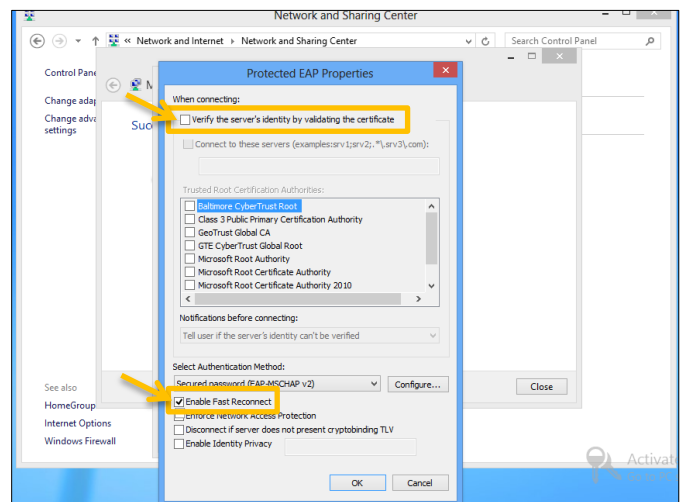 Network and Sharing Center
« Network and Internet › Network and Sharing Center
Search Control Panel
Control Pane
Change adap
Change adva
settings
Suc
Protected EAP Properties
When connecting:
Verify the server's identity by validating the certificate
Connect to these servers (examples:srv1;srv2;.*\.srv3\.com):
Trusted Root Certification Authorities:
Baltimore CyberTrust Root
Class 3 Public Primary Certification Authority
GeoTrust Global CA
GTE CyberTrust Global Root
Microsoft Root Authority
Microsoft Root Certificate Authority
Microsoft Root Certificate Authority 2010
Notifications before connecting:
Tell user if the server's identity can't be verified
Select Authentication Method:
Secured password (EAP-MSCHAP v2)
Configure...
Enable Fast Reconnect
Enforce Network Access Protection
Disconnect if server does not present cryptobinding TLV
Enable Identity Privacy
OK
Cancel
Close
See also
HomeGroup
Internet Options
Windows Firewall
Activate